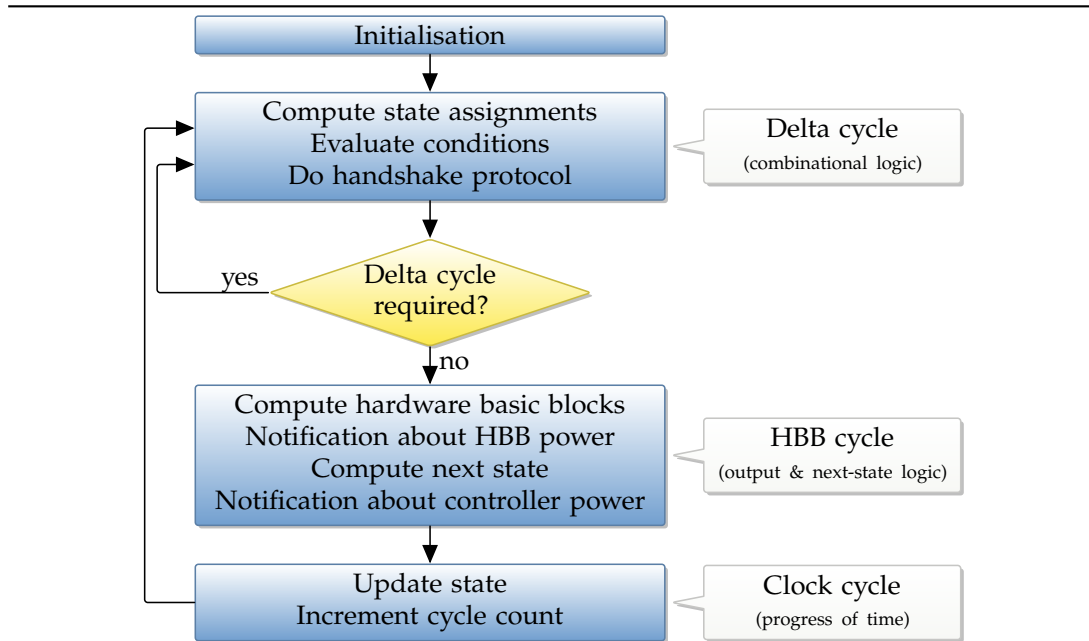 Initialisation
Compute state assignments
Evaluate conditions
Do handshake protocol
Delta cycle
(combinational logic)
Delta cycle
required?
yes
no
Compute hardware basic blocks
Notification about HBB power
Compute next state
Notification about controller power
HBB cycle
(output & next-state logic)
Update state
Increment cycle count
Clock cycle
(progress of time)